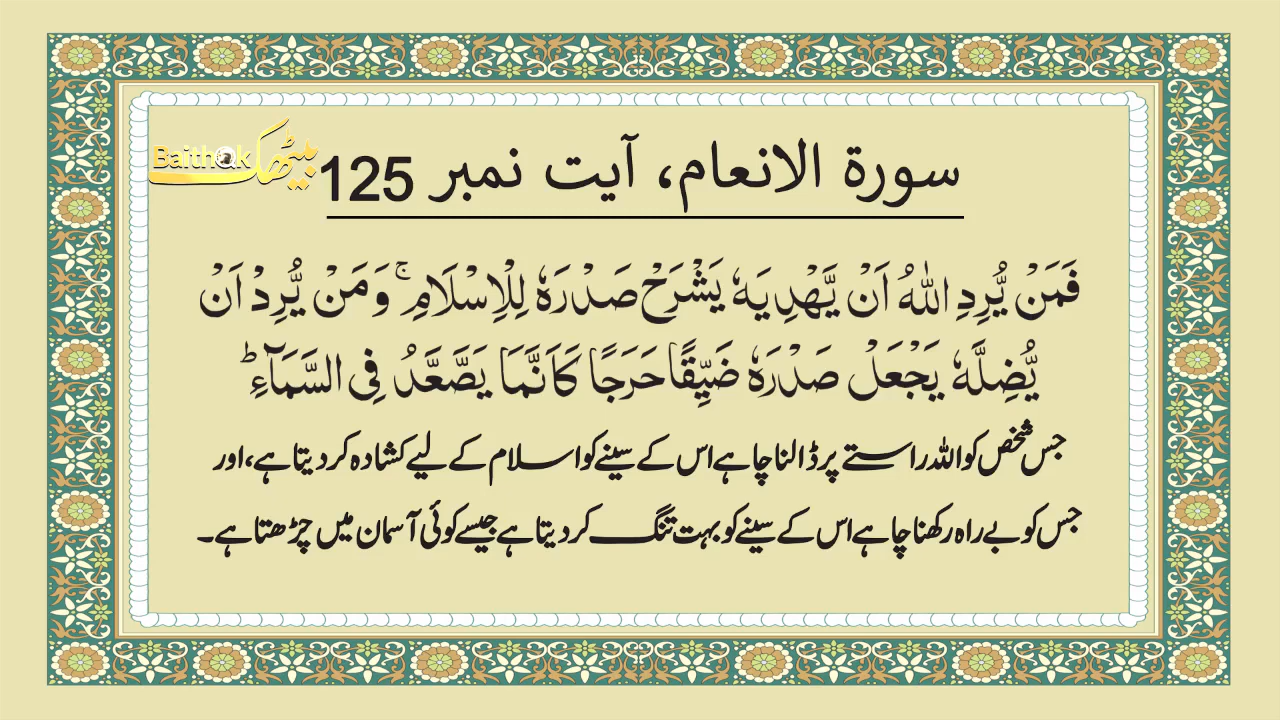 Baithak بیٹھک
سورۃ الانعام، آیت نمبر 125
فَمَنْ يُّرِدِ اللّٰهُ اَنْ يَّهْدِيَهٗ يَشْرَحْ صَدْرَهٗ لِلْاِسْلَامِ ۚ وَمَنْ يُّرِدْ اَنْ
يُّضِلَّهٗ يَجْعَلْ صَدْرَهٗ ضَيِّقًا حَرَجًا كَاَنَّمَا يَصَّعَّدُ فِی السَّمَآءِ ؕ
جس شخص کو اللہ راستے پر ڈالنا چاہے اس کے سینے کو اسلام کے لیے کشادہ کر دیتا ہے، اور
جس کو بے راہ رکھنا چاہے اس کے سینے کو بہت تنگ کر دیتا ہے جیسے کوئی آسمان میں چڑھتا ہے۔